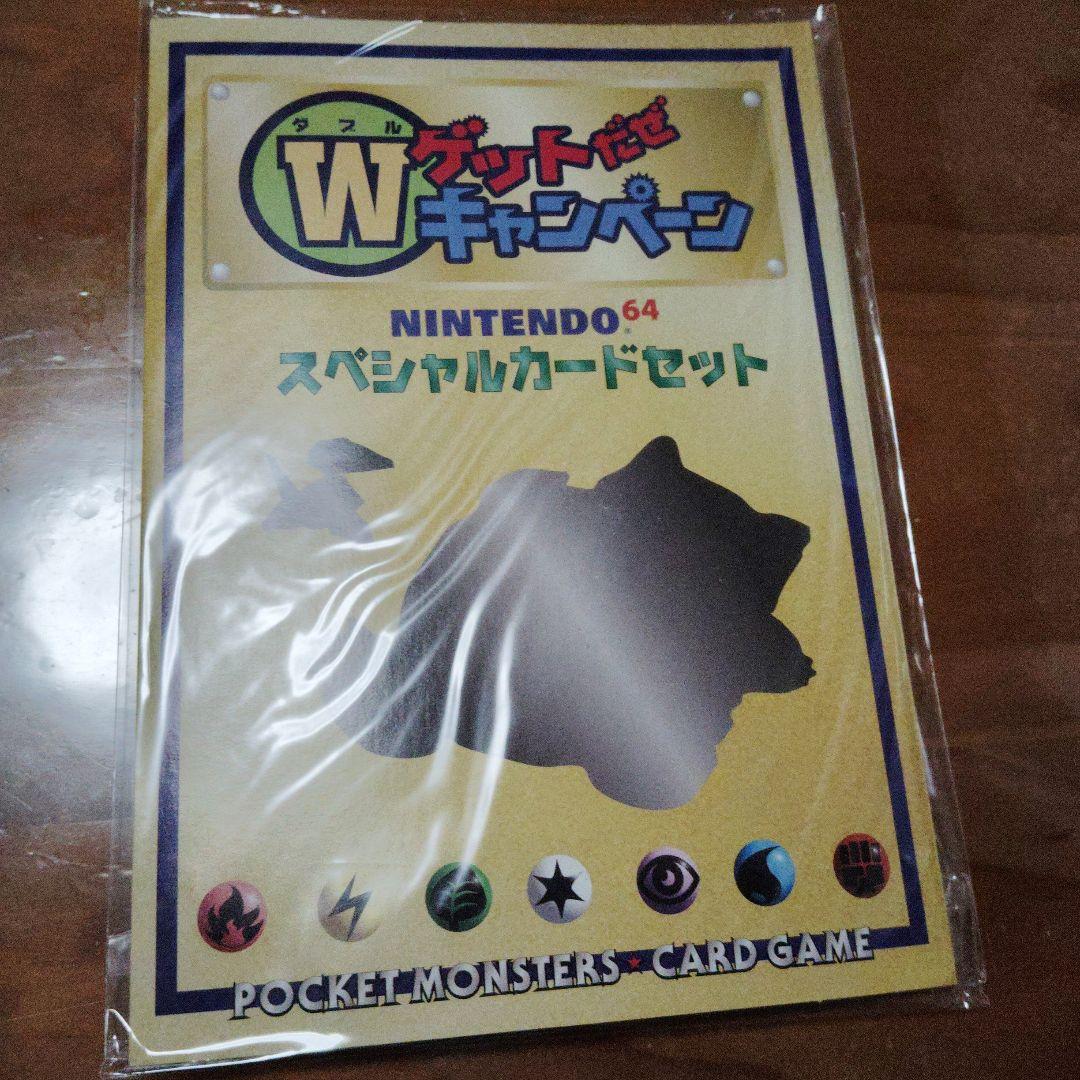 ダブル
W ゲットだぜ
キャンペーン
NINTENDO64
スペシャルカードセット
POCKET MONSTERS ★ CARD GAME